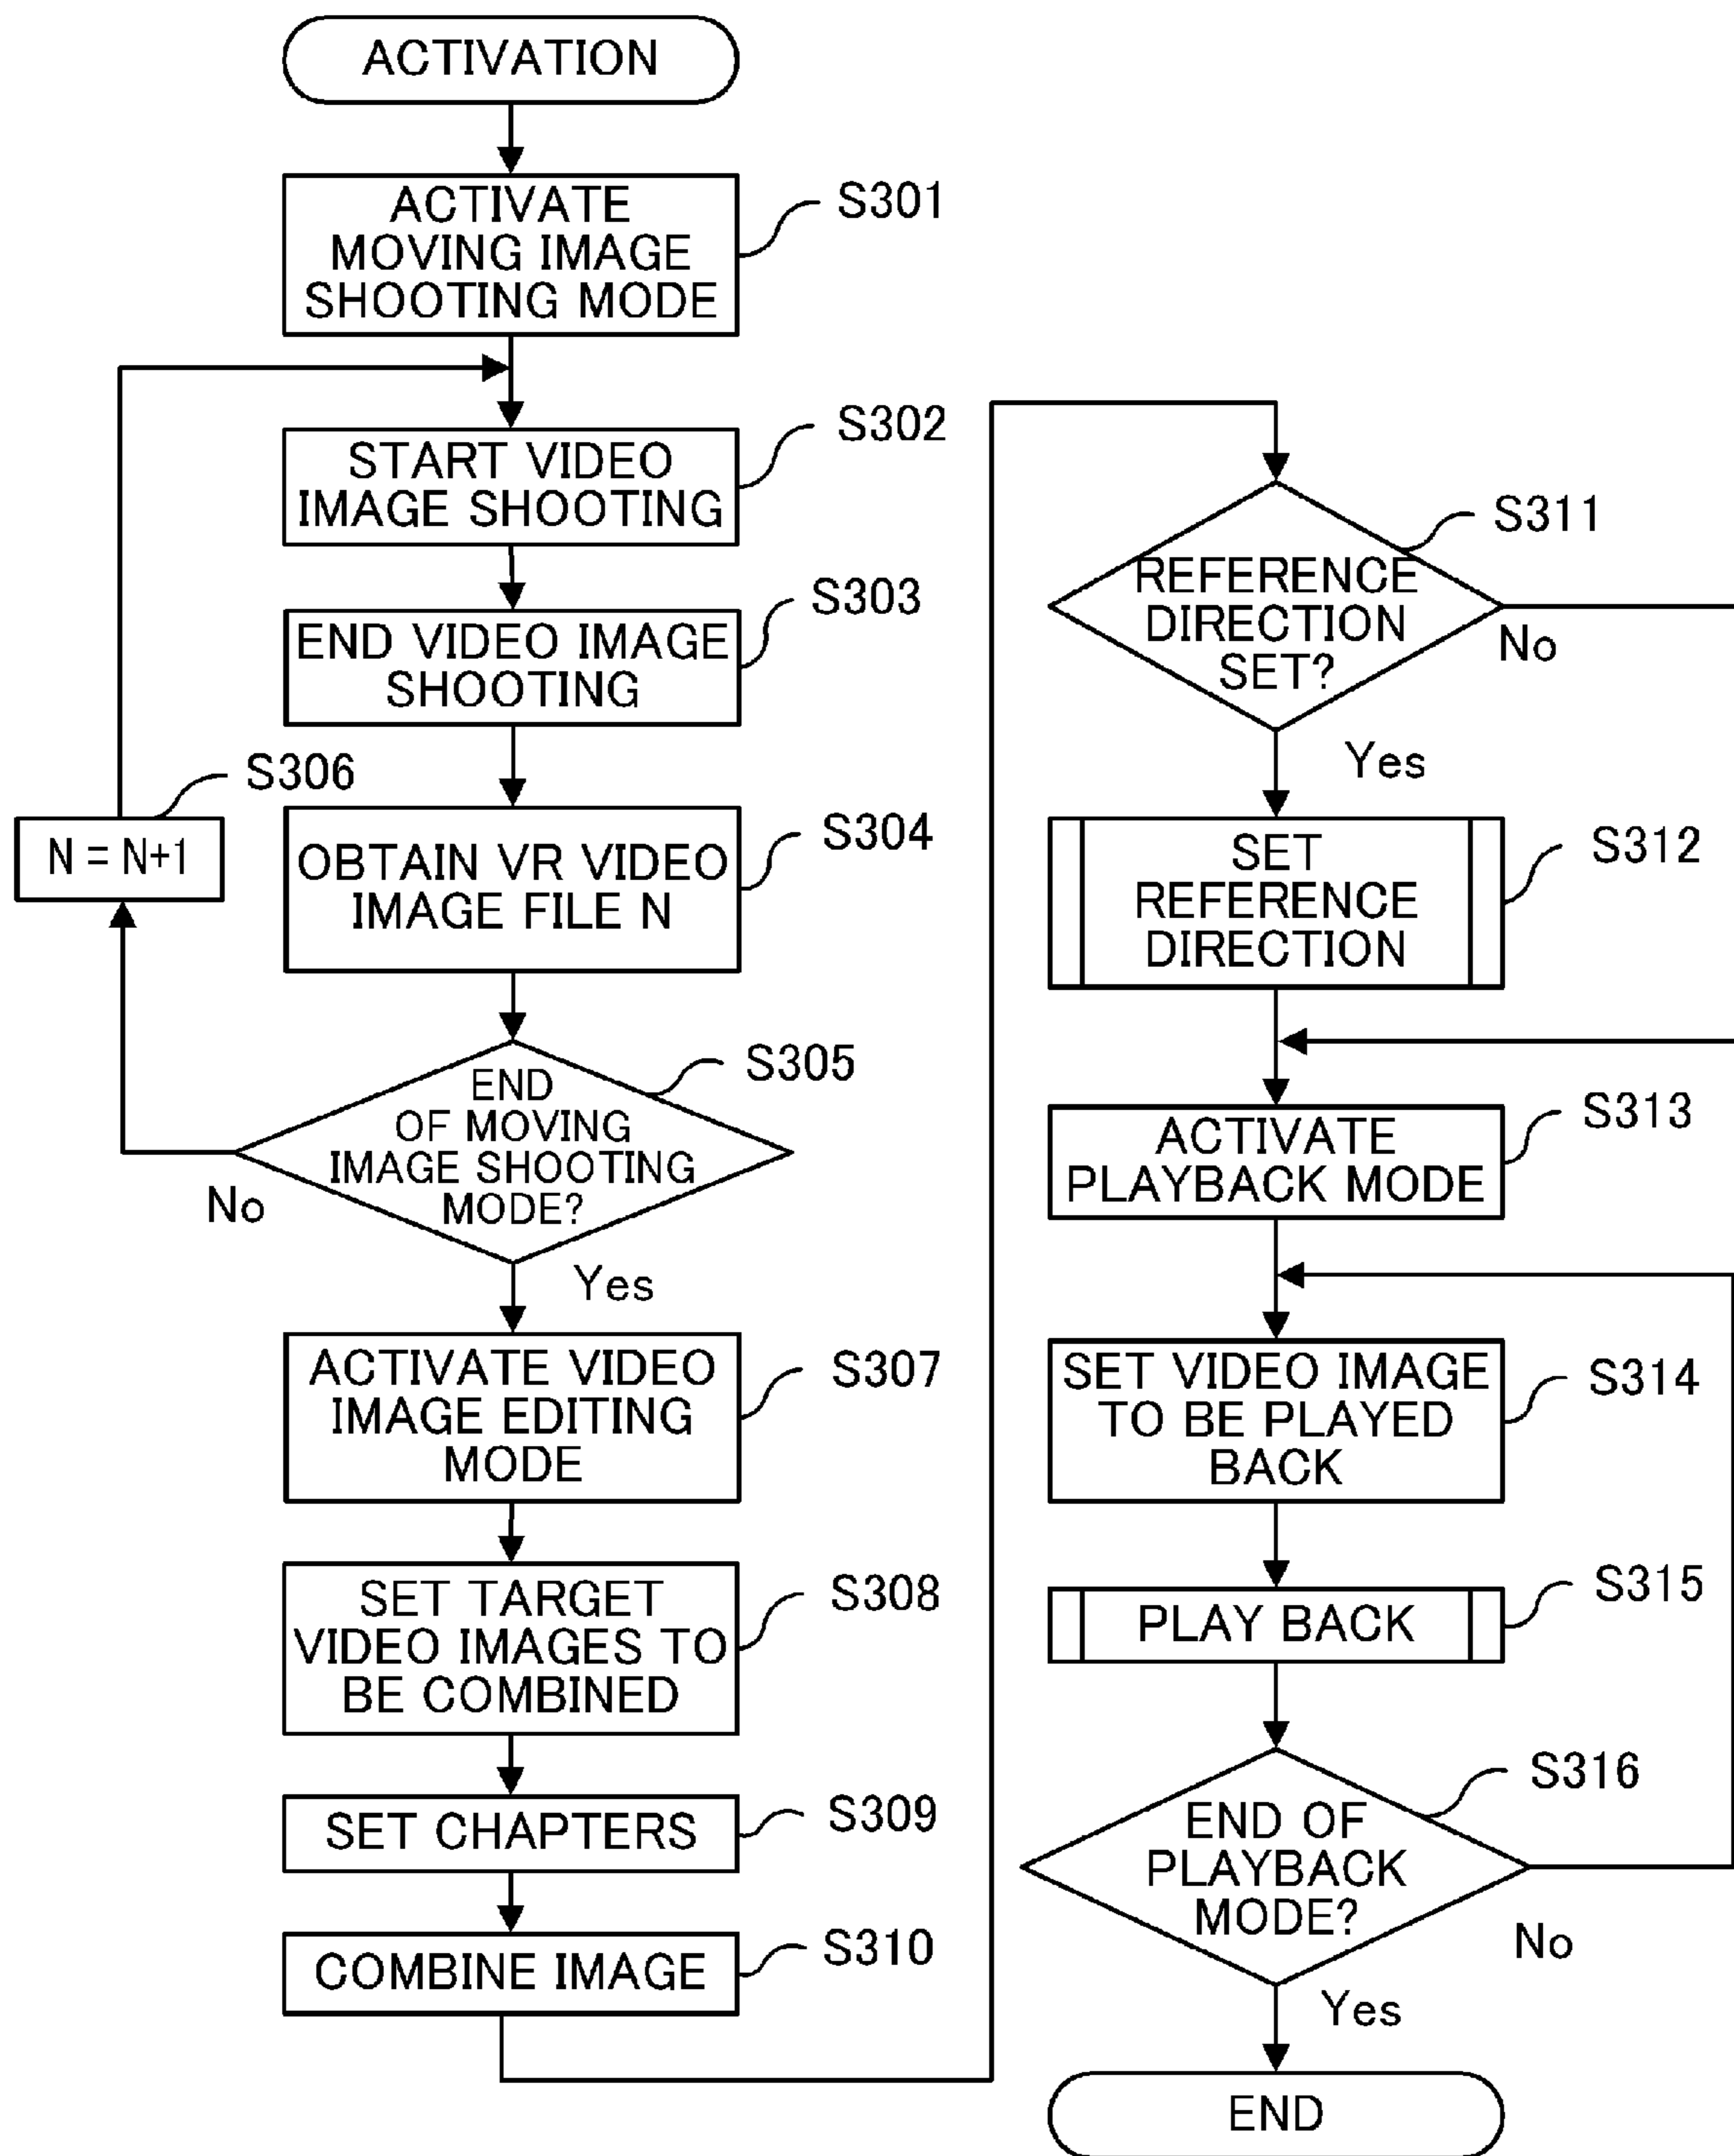 ACTIVATION
ACTIVATE
MOVING IMAGE
SHOOTING MODE
S301
START VIDEO
IMAGE SHOOTING
S302
END VIDEO IMAGE
SHOOTING
S303
OBTAIN VR VIDEO
IMAGE FILE N
S304
END
OF MOVING
IMAGE SHOOTING
MODE?
S305
No
Yes
N = N+1
S306
ACTIVATE VIDEO
IMAGE EDITING
MODE
S307
SET TARGET
VIDEO IMAGES TO
BE COMBINED
S308
SET CHAPTERS
S309
COMBINE IMAGE
S310
REFERENCE
DIRECTION
SET?
S311
No
Yes
SET
REFERENCE
DIRECTION
S312
ACTIVATE
PLAYBACK MODE
S313
SET VIDEO IMAGE
TO BE PLAYED
BACK
S314
PLAY BACK
S315
END OF
PLAYBACK
MODE?
S316
No
Yes
END